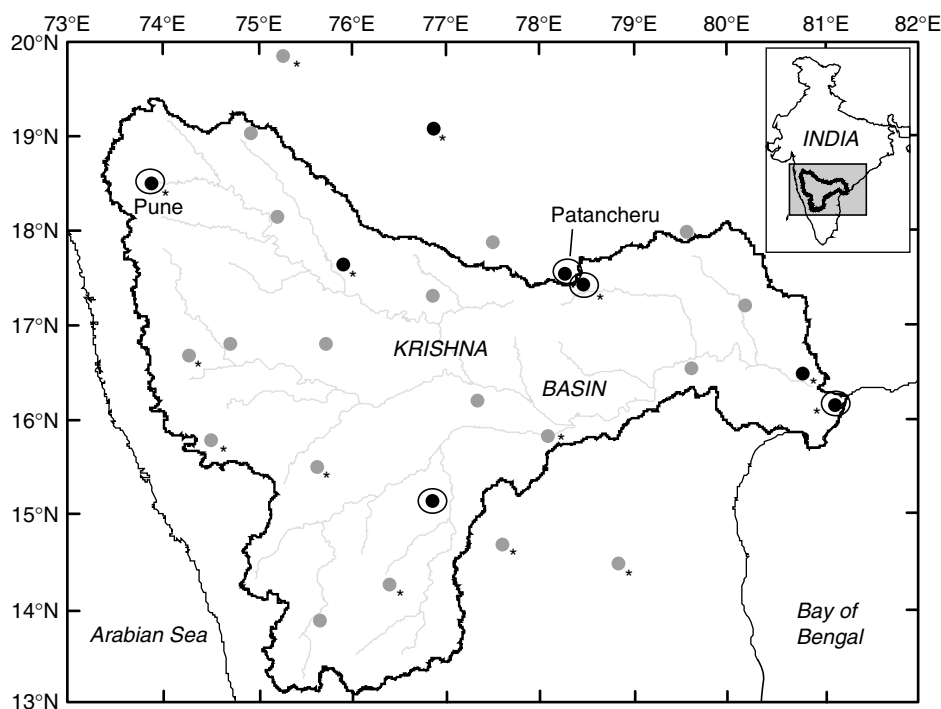 73°
74°
75°
76°
77°
78°
79°
80°
81°
82° E
20°N
19°N
18°N
17°N
16°N
15°N
14°N
13°N
INDIA
Pune
Patancheru
KRISHNA
BASIN
Arabian Sea
Bay of
Bengal
*
*
*
*
*
*
*
*
*
*
*
*
*
*